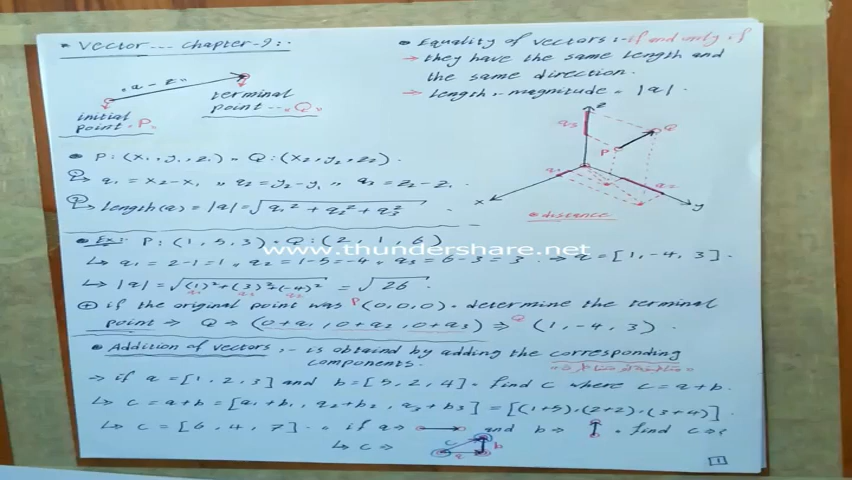 • Vector --- chapter-9:.
"a - z"
initial point, P.
terminal point --- "Q"
• Equality of vectors :- if and only if
→ they have the same length and
the same direction.
→ Length :- magnitude = |a|.
z
a3
Q
P
a1
a2
x
y
• distance
• P: (x1, y1, z1) " Q: (x2, y2, z2).
a1 = x2-x1 " a2 = y2-y1 " a3 = z2-z1.
Length(a) = |a| = √a1² + a2² + a3²
• Ex: P: (1, 5, 3) • Q: (2, 1, 6)
www.thundershare.net
↳ a1 = 2-1 = 1 " a2 = 1-5 = -4 " a3 = 6-3 = 3. ⇒ a = [1, -4, 3].
↳ |a| = √(1)²+(3)²+(-4)² = √26.
⊕ if the original point was P(0,0,0) • determine the terminal
point ⇒ Q ⇒ (0+a1, 0+a2, 0+a3) ⇒ Q (1, -4, 3).
• Addition of vectors :- is obtaind by adding the corresponding
components.
⇒ if a = [1, 2, 3] and b = [5, 2, 4] • find c where c = a+b.
↳ c = a+b = [a1+b1, a2+b2, a3+b3] = [(1+5), (2+2), (3+4)].
↳ c = [6, 4, 7] • if a ⇒ and b ⇒ • find c ⇒
↳ c ⇒ c a b
1